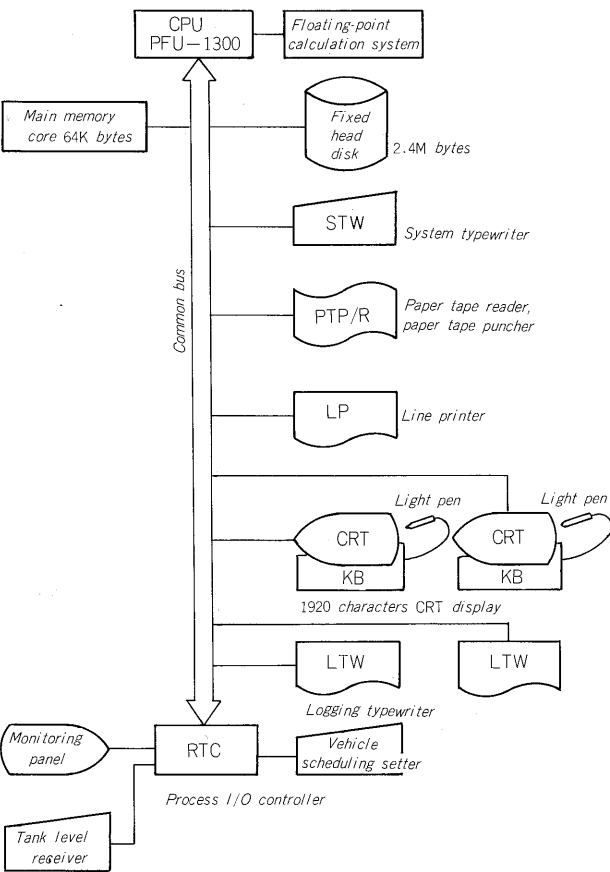 CPU
PFU-1300
Floating-point
calculation system
Main memory
core 64K bytes
Fixed
head
disk
2.4M bytes
STW
System typewriter
Common bus
PTP/R
Paper tape reader,
paper tape puncher
LP
Line printer
Light pen
Light pen
CRT
KB
CRT
KB
1920 characters CRT display
LTW
LTW
Logging typewriter
Monitoring
panel
RTC
Vehicle
scheduling setter
Process I/O controller
Tank level
receiver